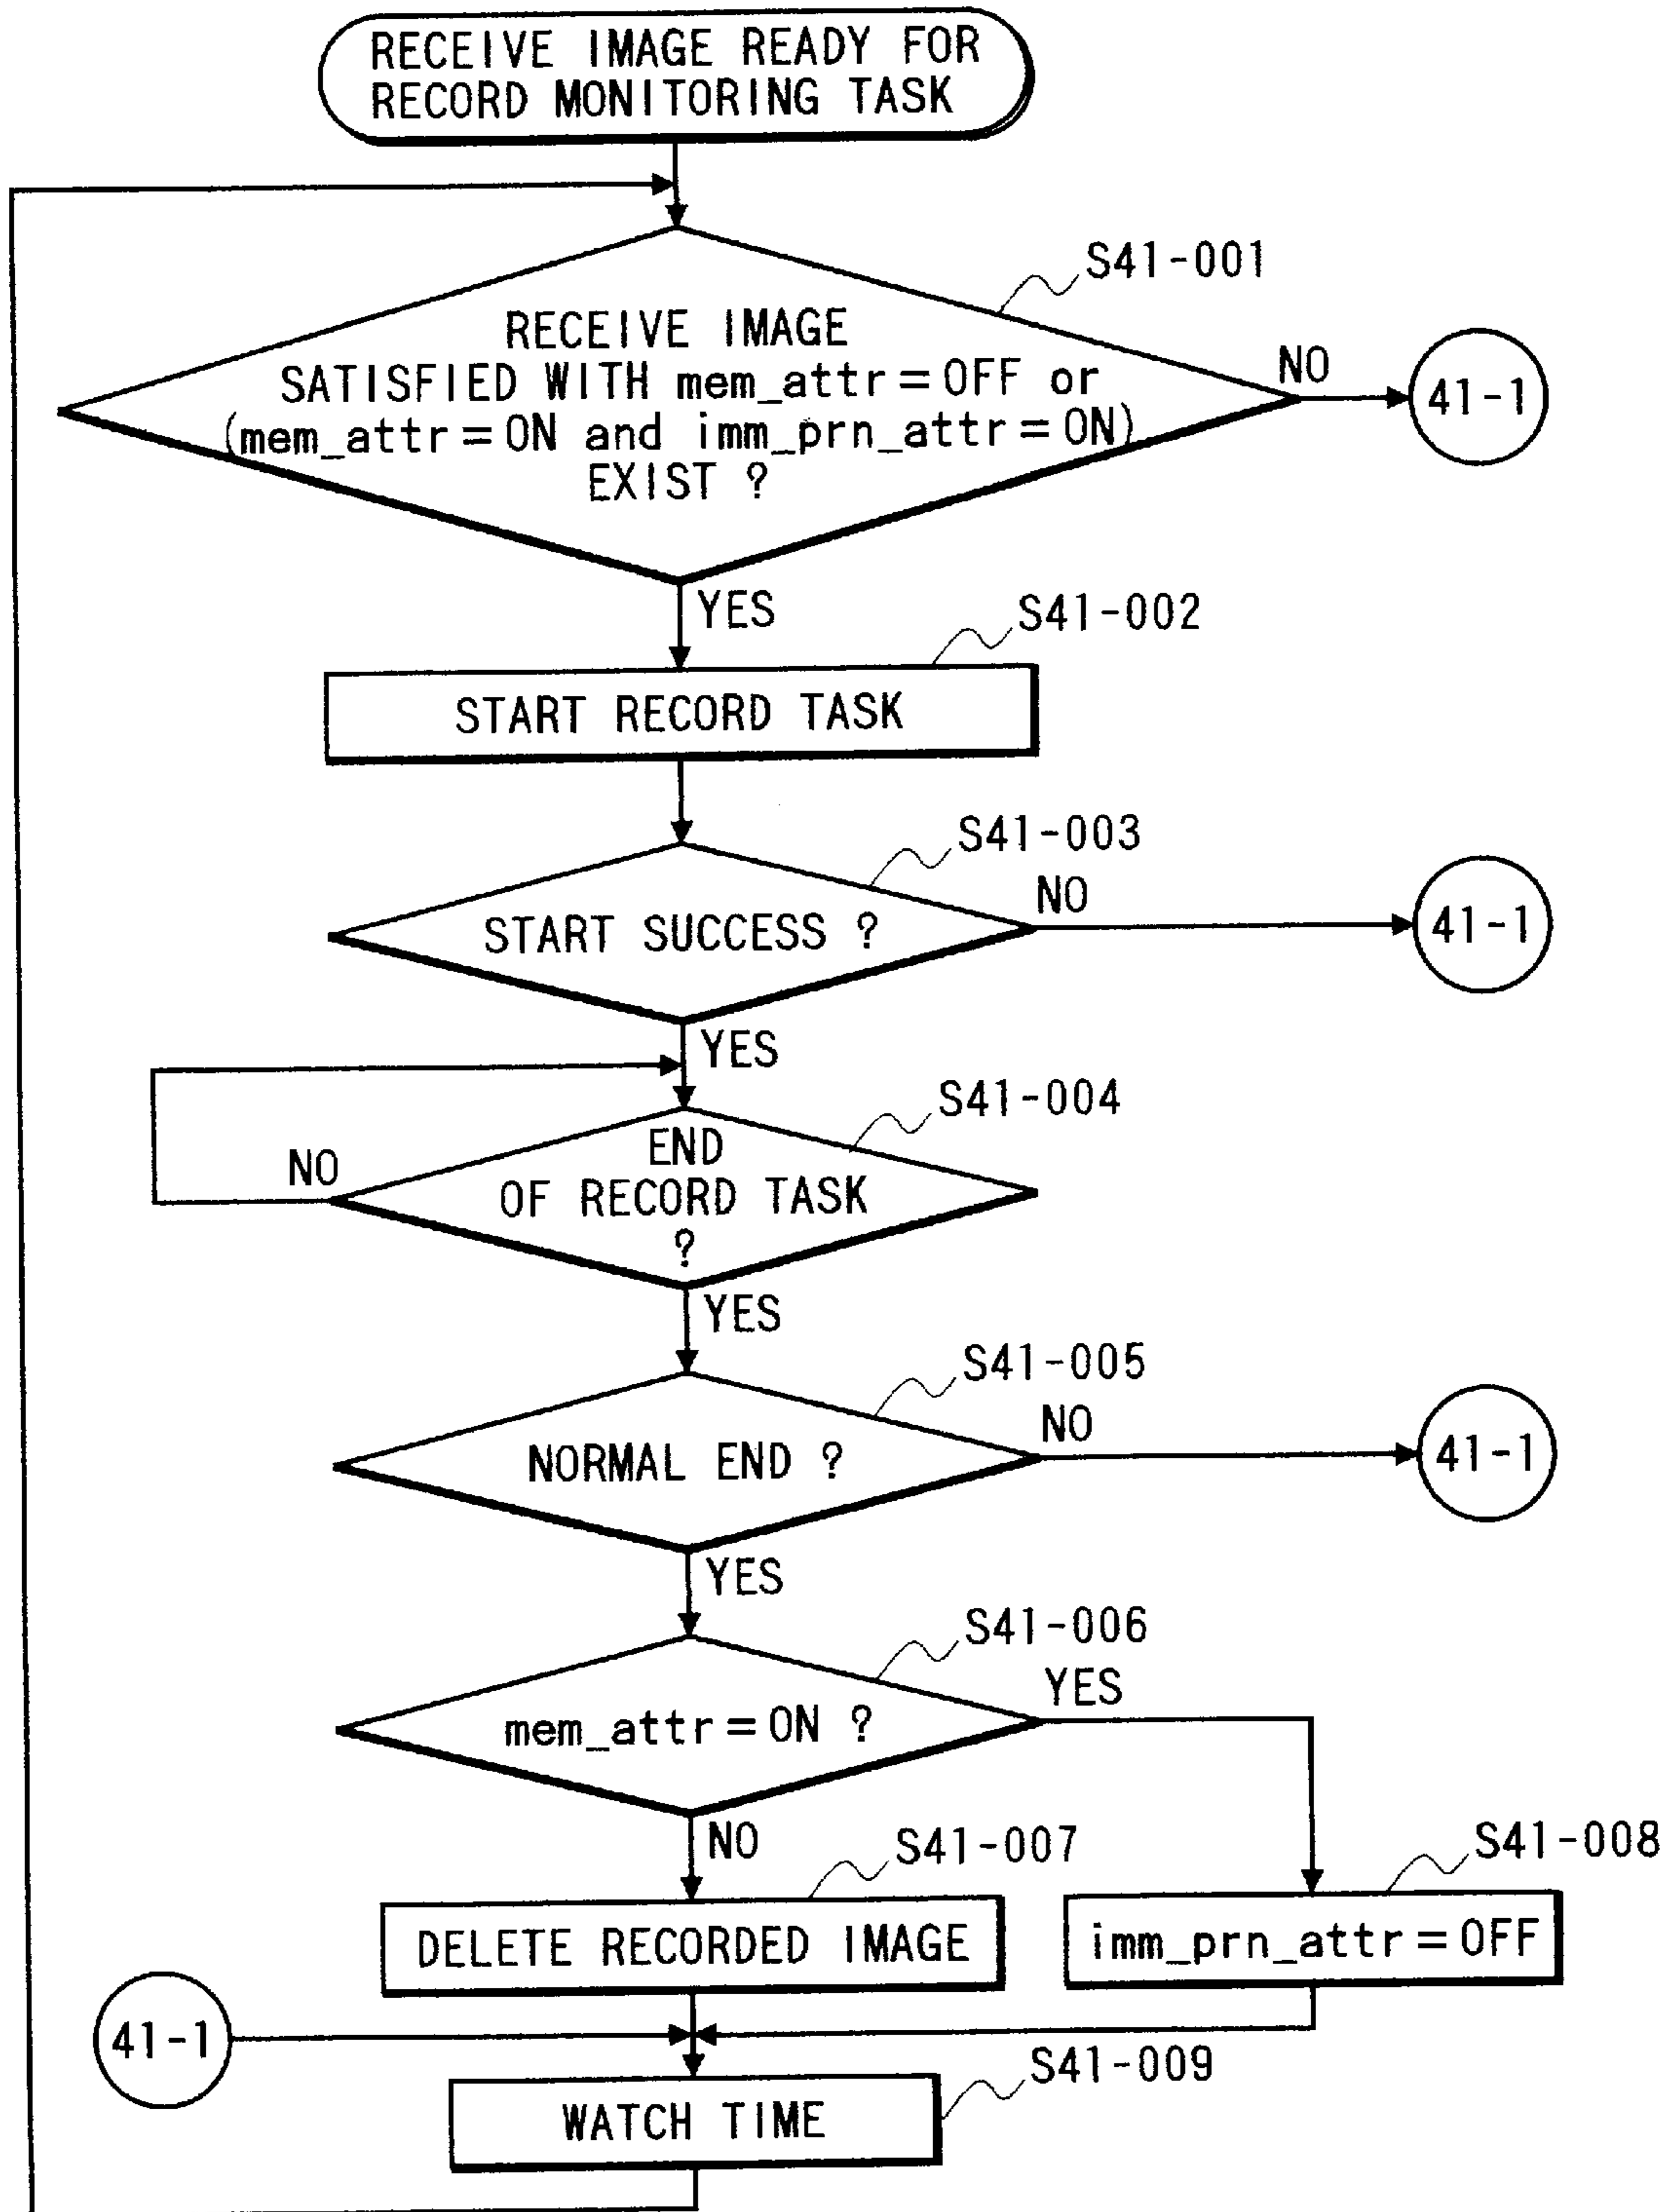 RECEIVE IMAGE READY FOR
RECORD MONITORING TASK
S41-001
RECEIVE IMAGE
SATISFIED WITH mem_attr=OFF or
(mem_attr=ON and imm_prn_attr=ON)
EXIST ?
NO
41-1
YES
S41-002
START RECORD TASK
S41-003
START SUCCESS ?
NO
41-1
YES
S41-004
END
OF RECORD TASK
?
NO
YES
S41-005
NORMAL END ?
NO
41-1
YES
S41-006
mem_attr=ON ?
YES
NO
S41-007
DELETE RECORDED IMAGE
S41-008
imm_prn_attr=OFF
41-1
S41-009
WATCH TIME